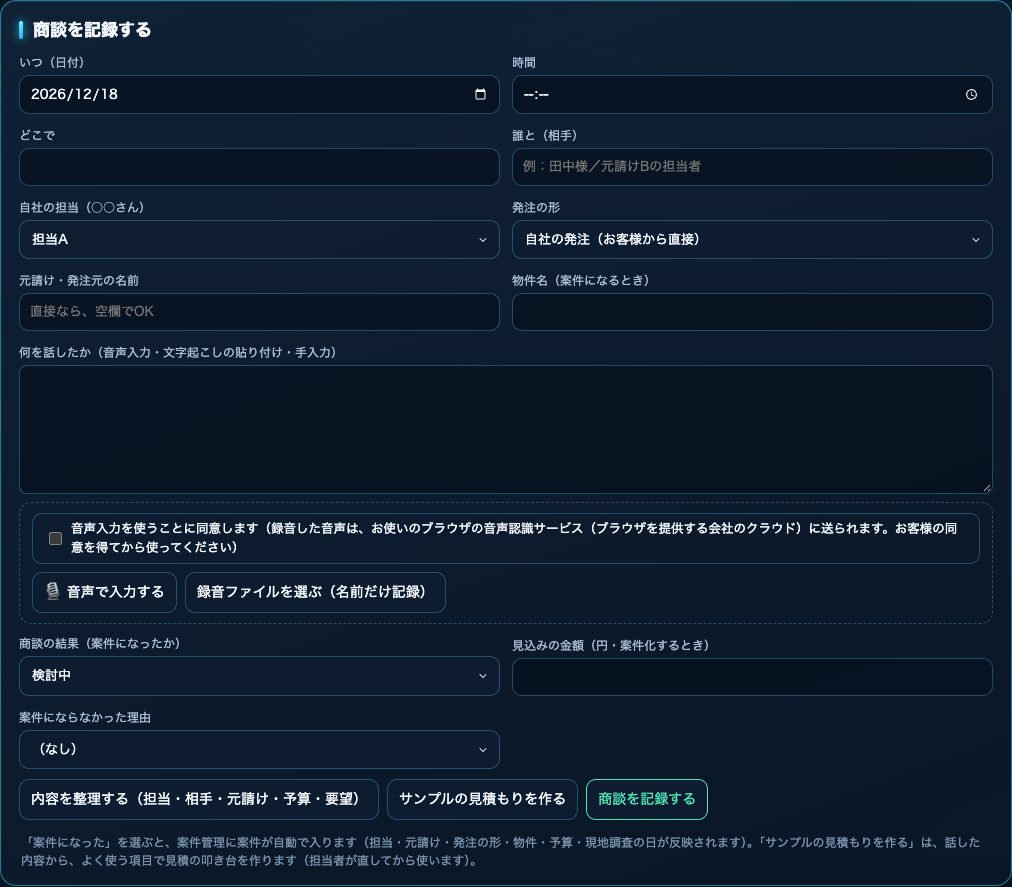 商談を記録する
いつ（日付）
時間
2026/12/18
--:--
どこで
誰と（相手）
例：田中様／元請けBの担当者
自社の担当（〇〇さん）
発注の形
担当A
自社の発注（お客様から直接）
元請け・発注元の名前
物件名（案件になるとき）
直接なら、空欄でOK
何を話したか（音声入力・文字起こしの貼り付け・手入力）
音声入力を使うことに同意します（録音した音声は、お使いのブラウザの音声認識サービス（ブラウザを提供する会社のクラウド）に送られます。お客様の同
意を得てから使ってください）
音声で入力する
録音ファイルを選ぶ（名前だけ記録）
商談の結果（案件になったか）
見込みの金額（円・案件化するとき）
検討中
案件にならなかった理由
（なし）
内容を整理する（担当・相手・元請け・予算・要望）
サンプルの見積もりを作る
商談を記録する
「案件になった」を選ぶと、案件管理に案件が自動で入ります（担当・元請け・発注の形・物件・予算・現地調査の日が反映されます）。「サンプルの見積もりを作る」は、話した
内容から、よく使う項目で見積の叩き台を作ります（担当者が直してから使います）。